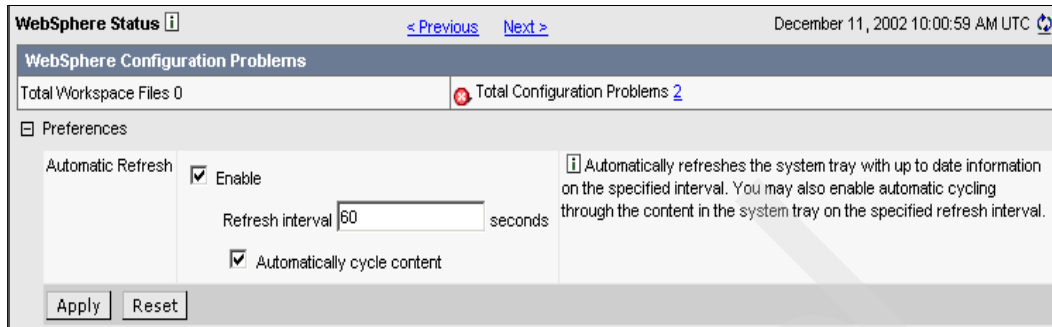 WebSphere Status i < Previous Next > December 11, 2002 10:00:59 AM UTC
WebSphere Configuration Problems
Total Workspace Files 0 Total Configuration Problems 2
Preferences
Automatic Refresh
Enable
Refresh interval 60 seconds
Automatically cycle content
i Automatically refreshes the system tray with up to date information
on the specified interval. You may also enable automatic cycling
through the content in the system tray on the specified refresh interval.
Apply Reset